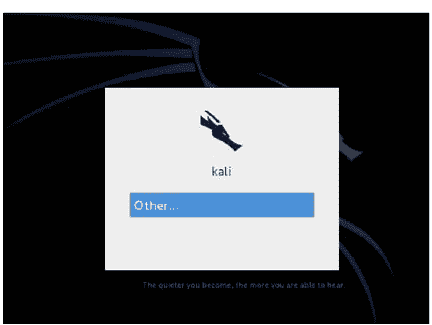 kali
Other...
The quieter you become, the more you are able to hear.